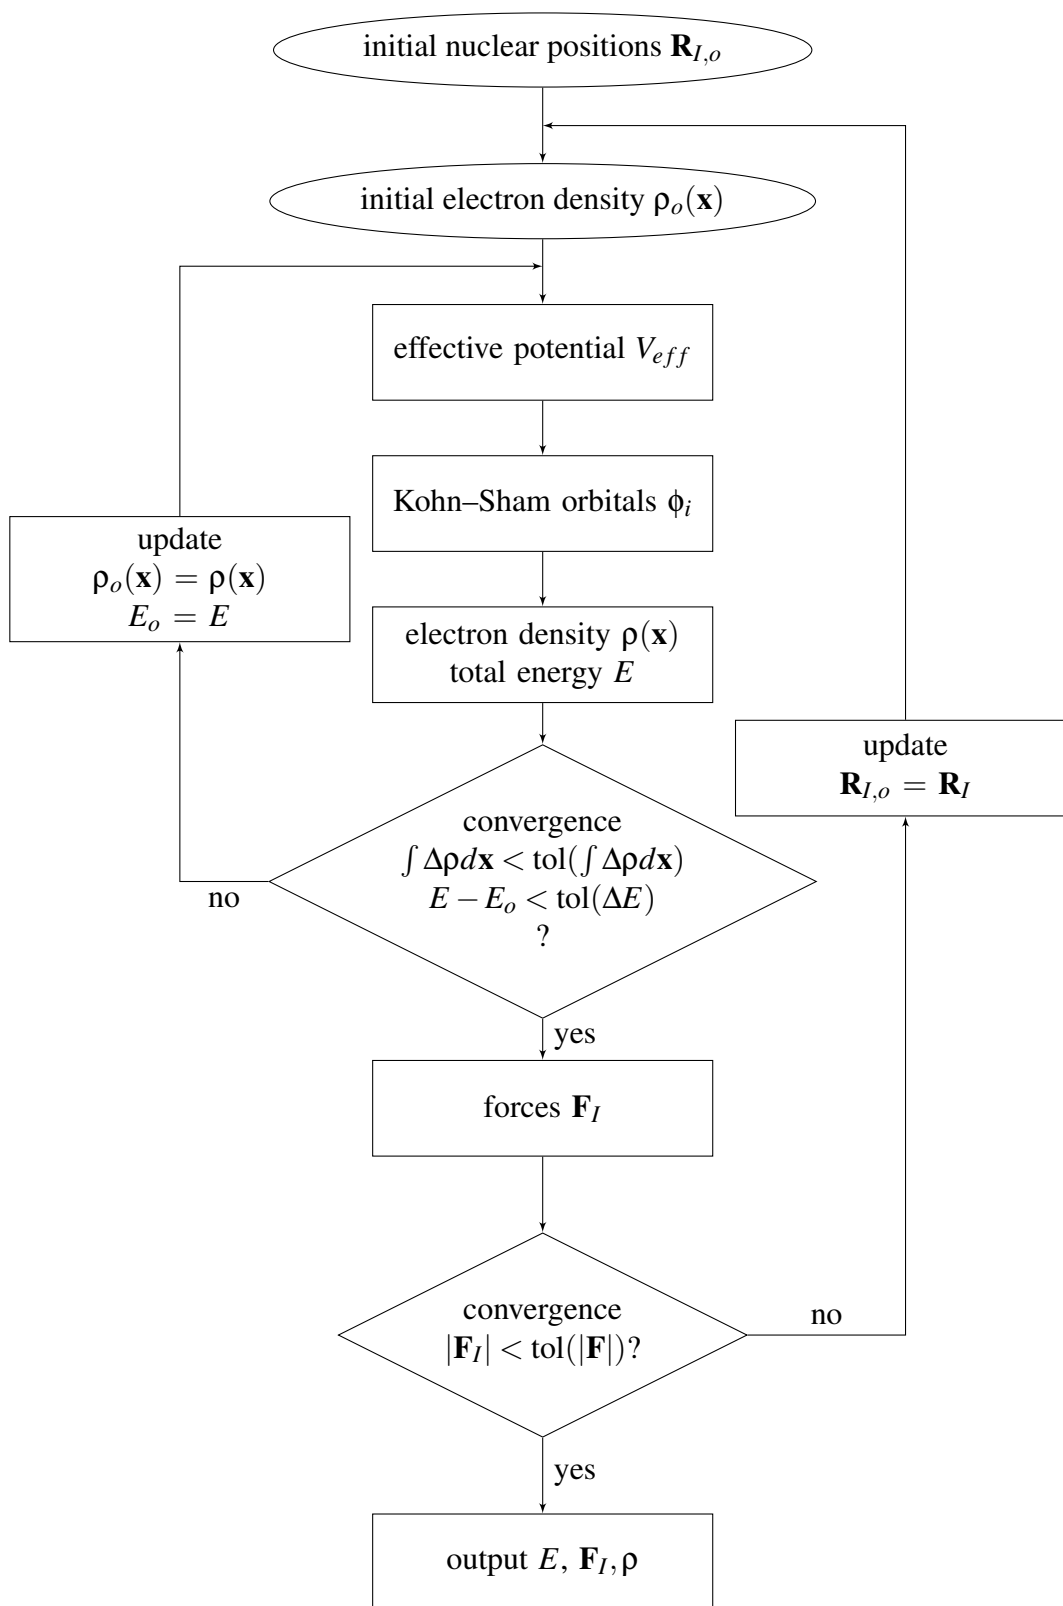 initial nuclear positions R_{I,o}
initial electron density ρ_o(x)
effective potential V_{eff}
Kohn–Sham orbitals ϕ_i
update
ρ_o(x) = ρ(x)
E_o = E
electron density ρ(x)
total energy E
update
R_{I,o} = R_I
convergence
∫ Δρdx < tol(∫ Δρdx)
E − E_o < tol(ΔE)
?
no
yes
forces F_I
convergence
|F_I| < tol(|F|)?
no
yes
output E, F_I, ρ